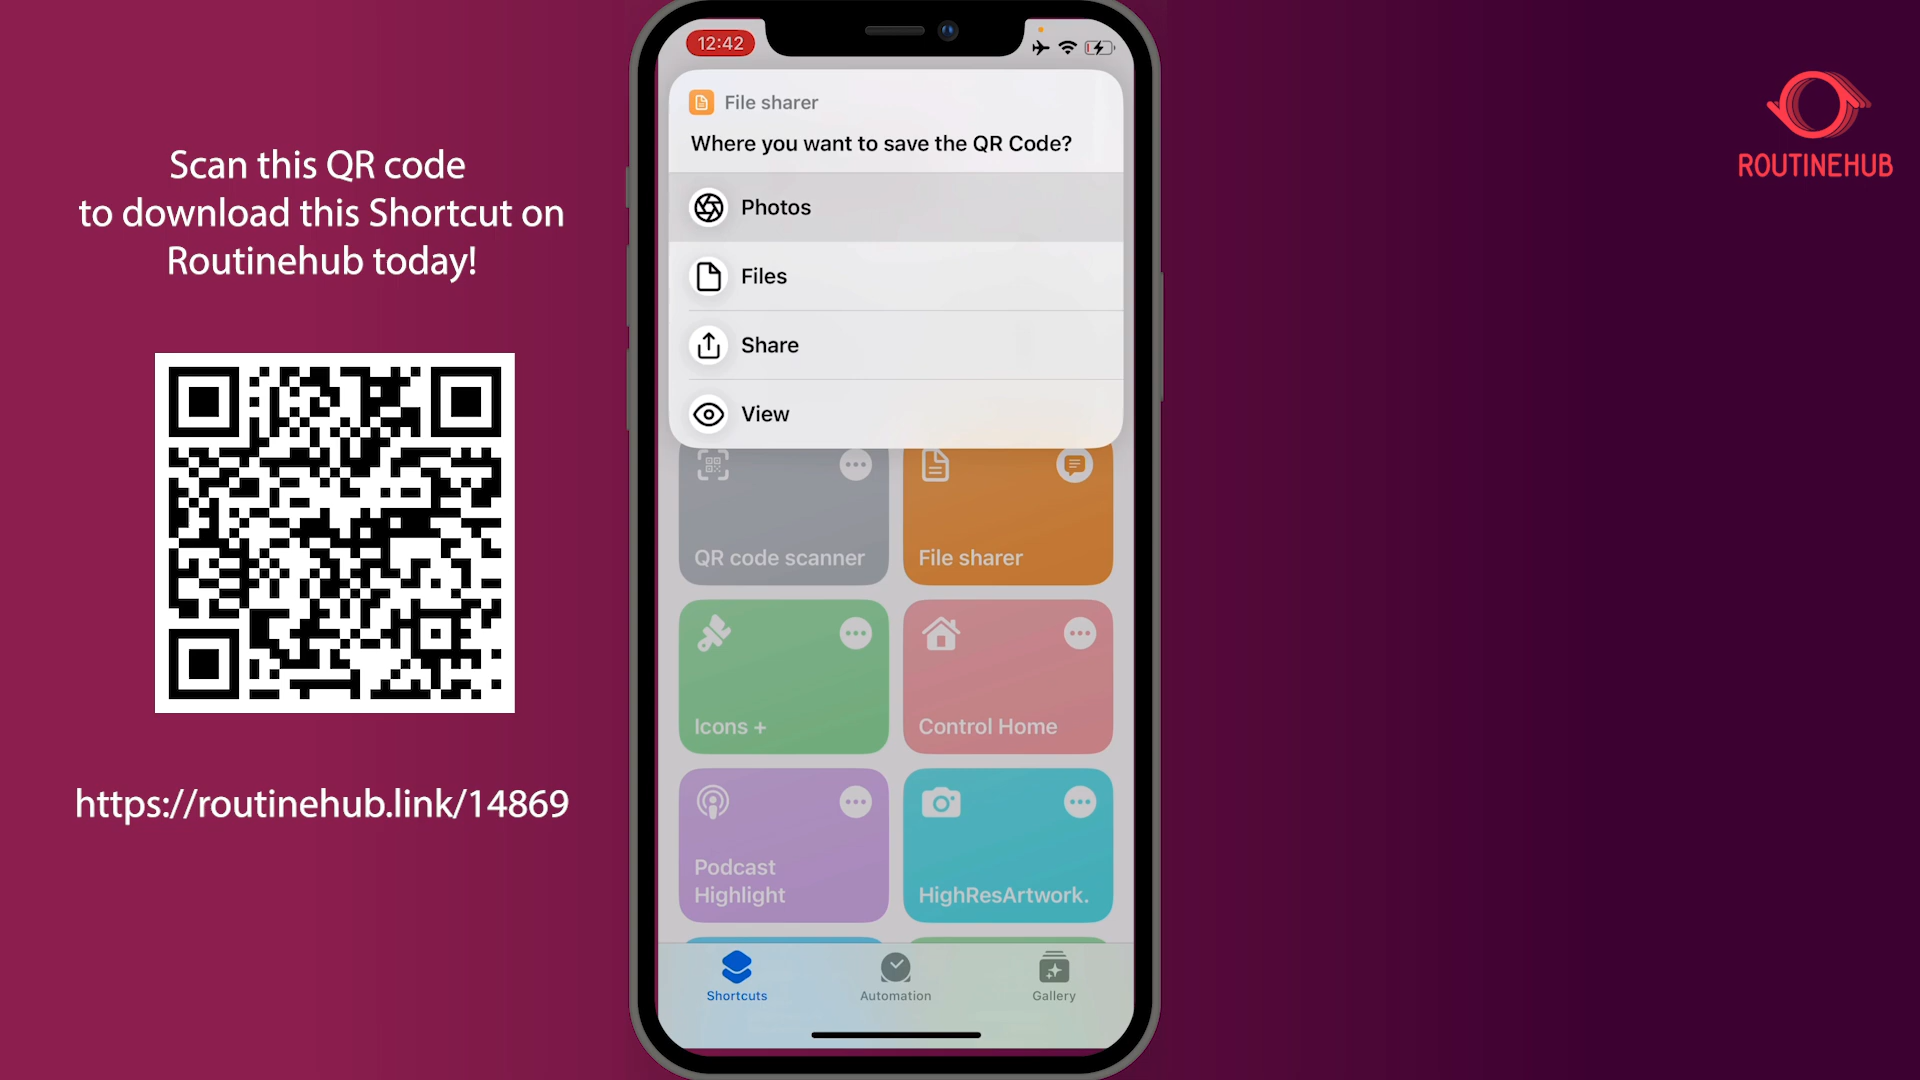 Scan this QR code
to download this Shortcut on
Routinehub today!
https://routinehub.link/14869
12:42
File sharer
Where you want to save the QR Code?
Photos
Files
Share
View
QR code scanner
File sharer
Icons +
Control Home
Podcast
Highlight
HighResArtwork.
Shortcuts
Automation
Gallery
ROUTINEHUB